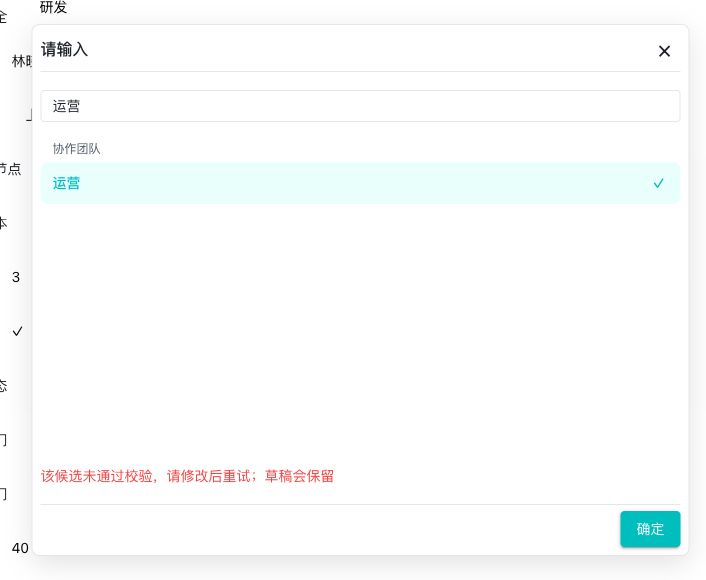 研发
全
林
请输入
运营
协作团队
节点
运营
本
3
态
门
该候选未通过校验，请修改后重试；草稿会保留
门
确定
40